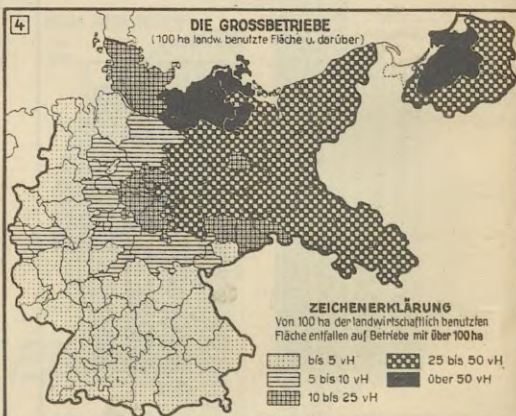 4
DIE GROSSBETRIEBE
(100 ha landw. benutzte Fläche u. darüber)
ZEICHENERKLÄRUNG
Von 100 ha der landwirtschaftlich benutzten
Fläche entfallen auf Betriebe mit über 100 ha
bis 5 vH
5 bis 10 vH
10 bis 25 vH
25 bis 50 vH
über 50 vH